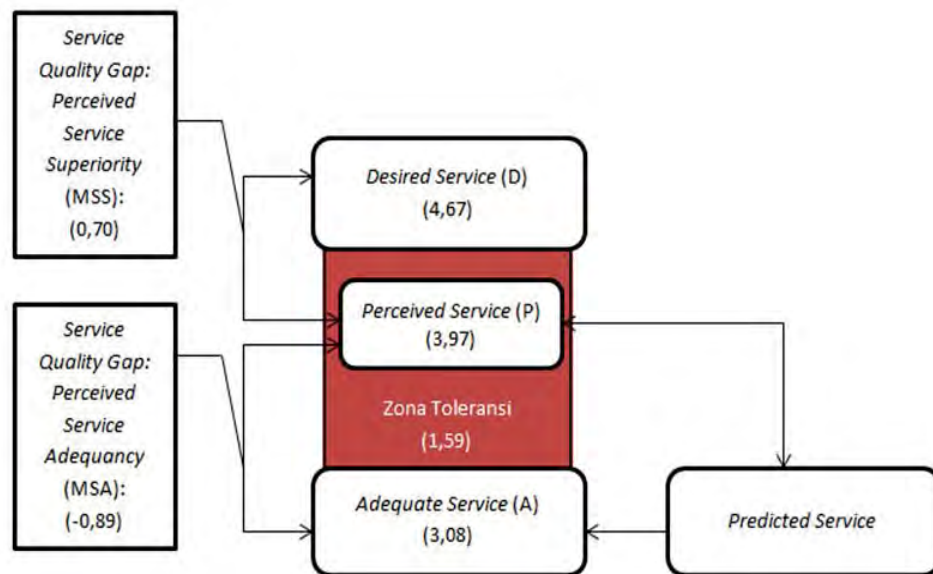 Service
Quality Gap:
Perceived
Service
Superiority
(MSS):
(0,70)
Desired Service (D)
(4,67)
Perceived Service (P)
(3,97)
Zona Toleransi
(1,59)
Service
Quality Gap:
Perceived
Service
Adequancy
(MSA):
(-0,89)
Adequate Service (A)
(3,08)
Predicted Service